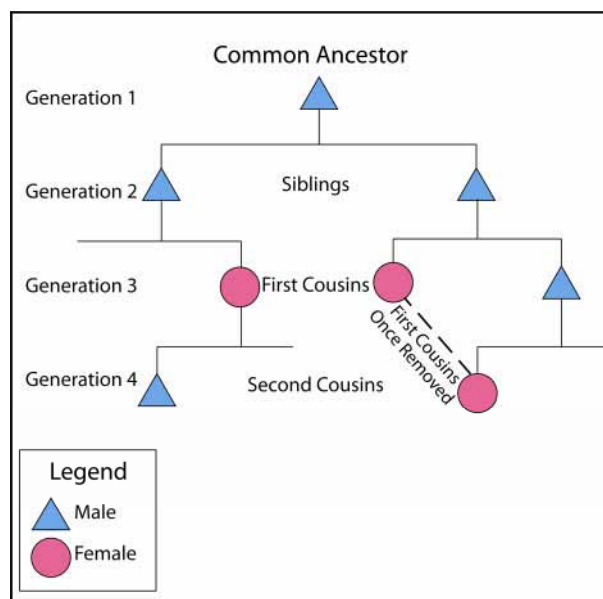 Common Ancestor
Generation 1
Generation 2
Siblings
Generation 3
First Cousins
First Cousins
Once Removed
Generation 4
Second Cousins
Legend
Male
Female